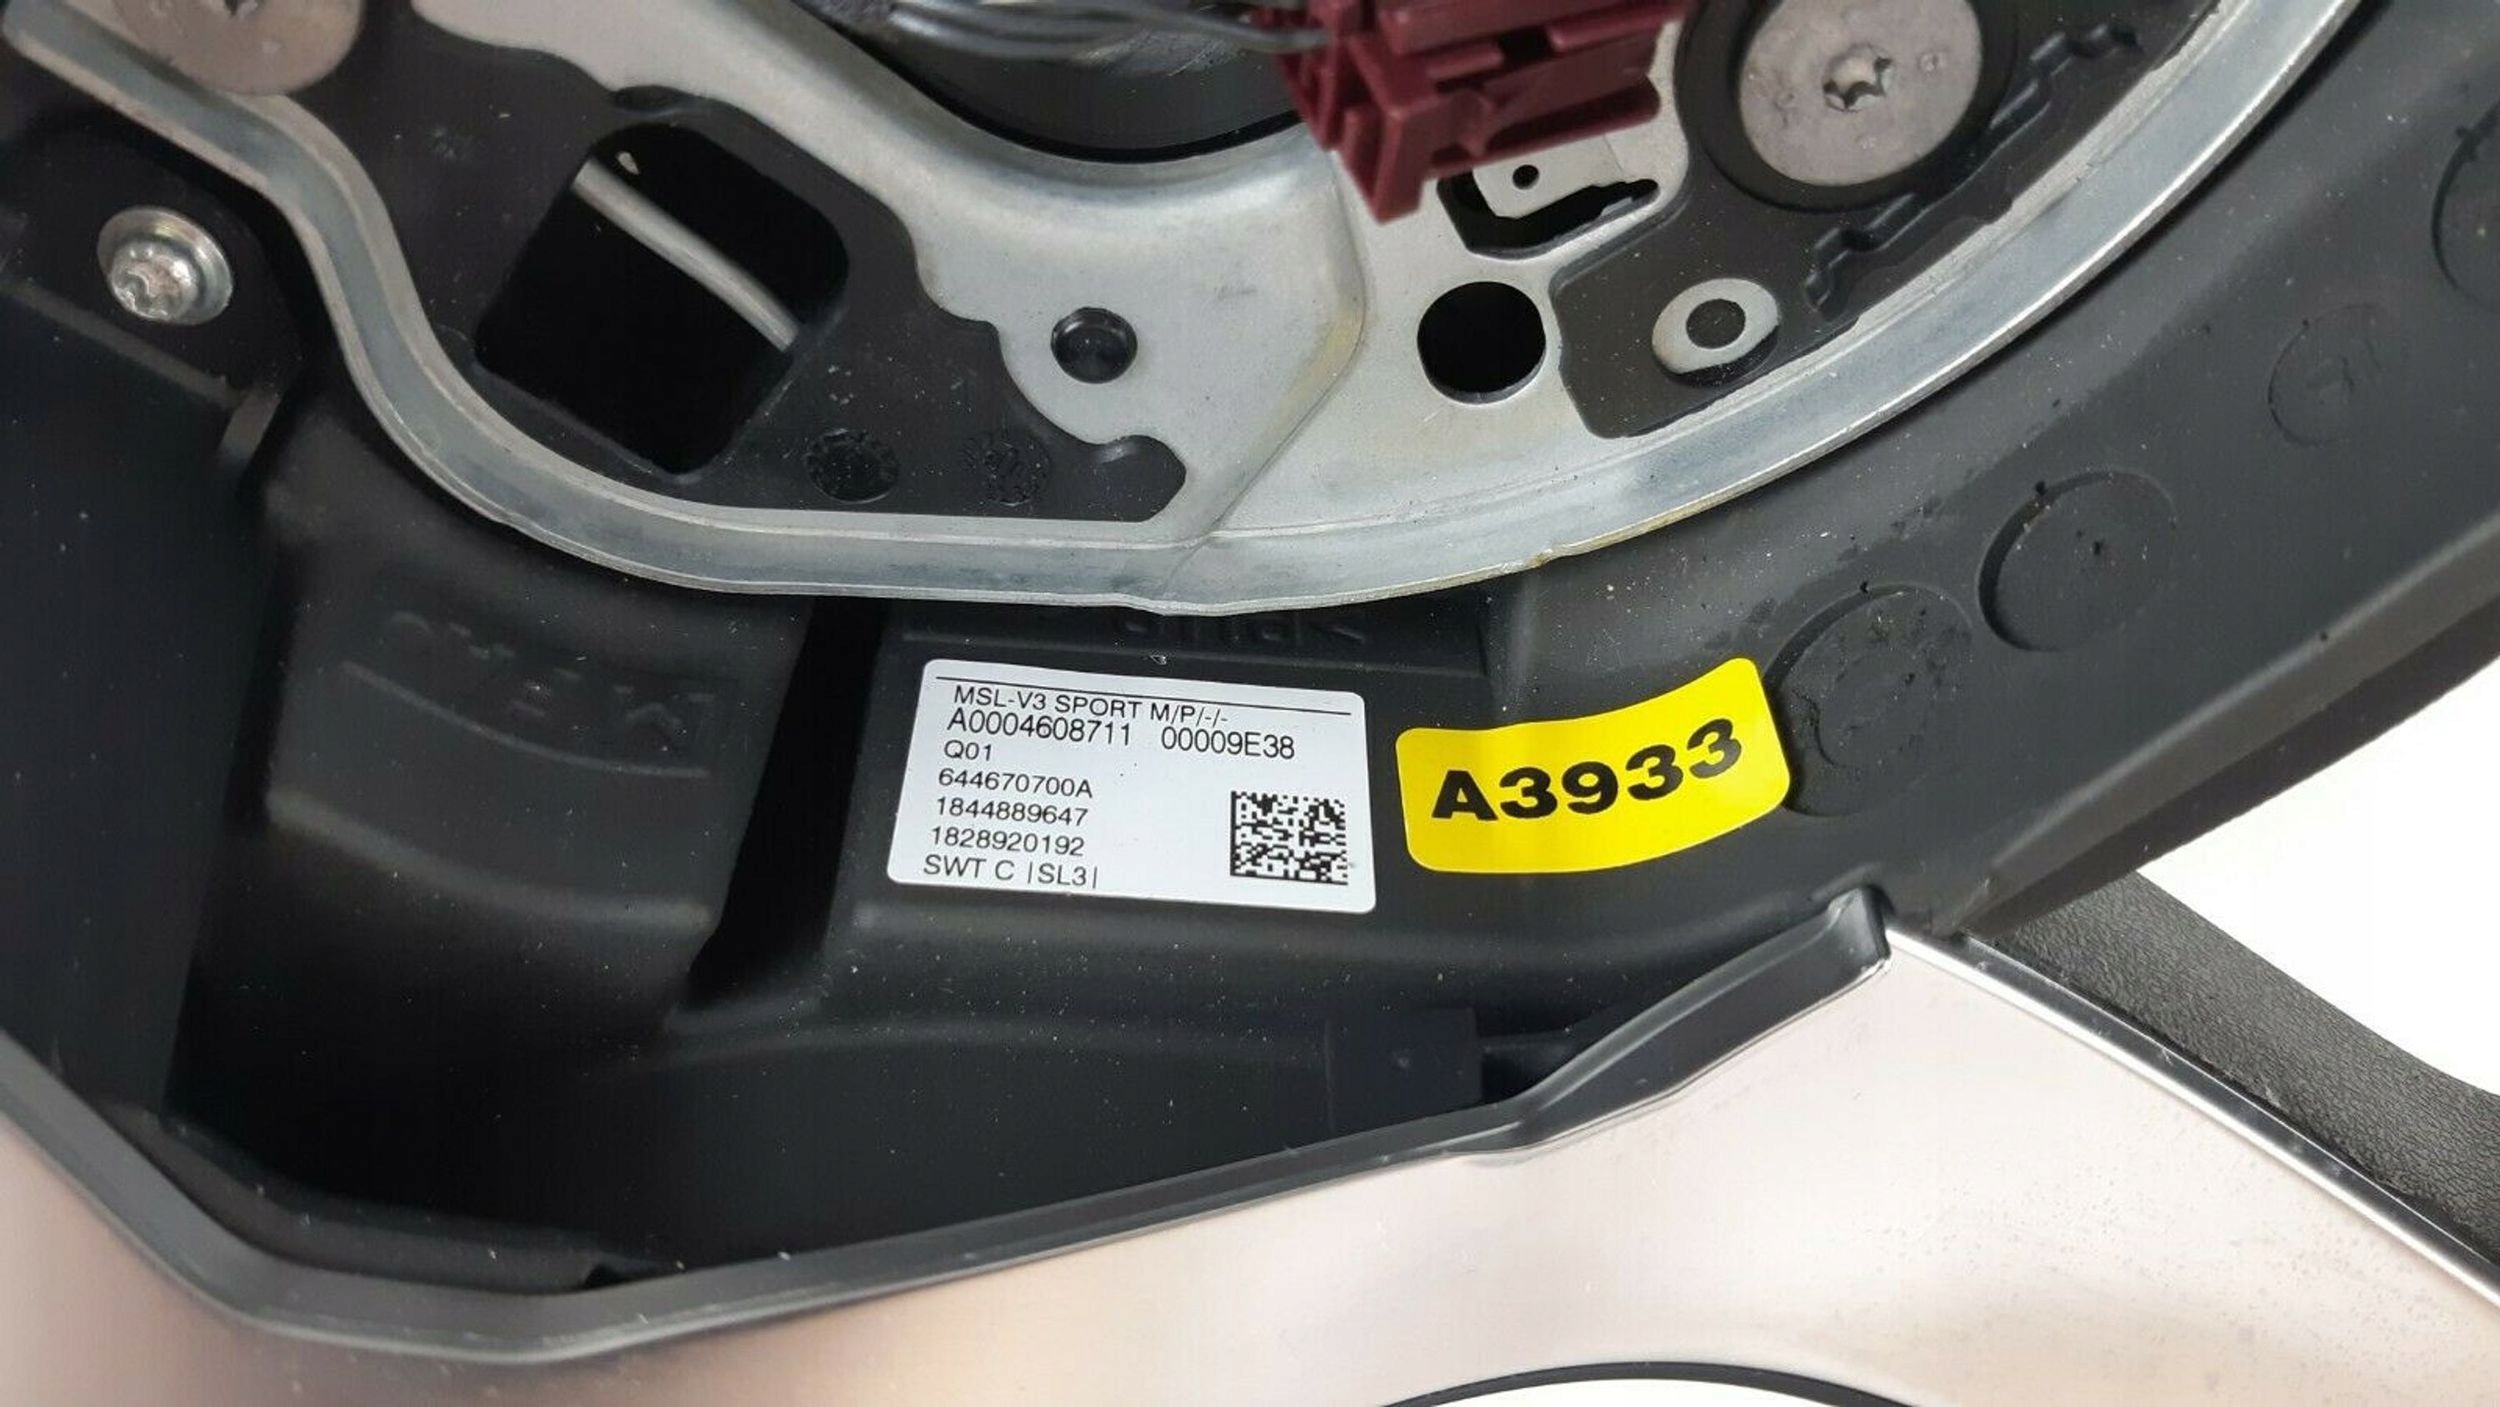 MSL-V3 SPORT M/P/-/-
A0004608711 00009E38
Q01
644670700A
1844889647
1828920192
SWT C |SL3|
A3933